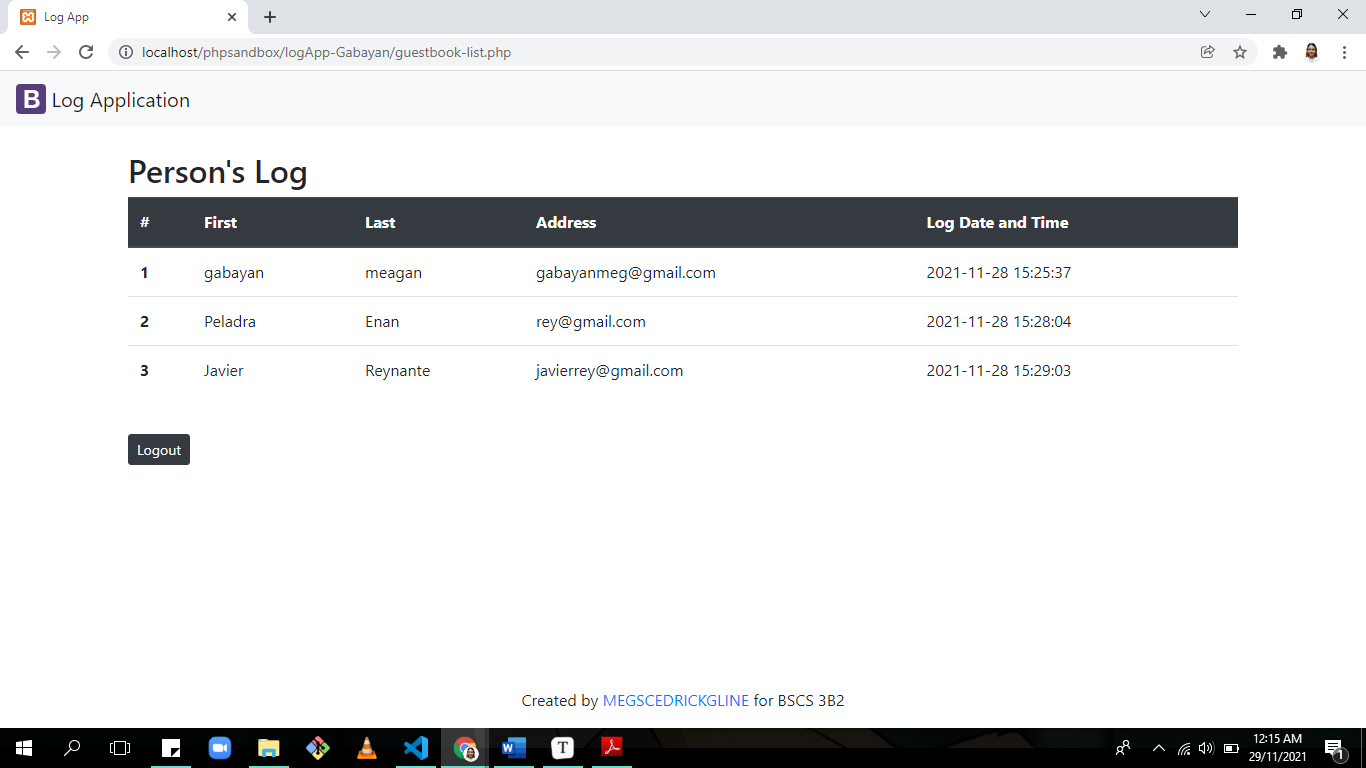 Log App
localhost/phpsandbox/logApp-Gabayan/guestbook-list.php
B Log Application
Person's Log
# First Last Address Log Date and Time
1 gabayan meagan gabayanmeg@gmail.com 2021-11-28 15:25:37
2 Peladra Enan rey@gmail.com 2021-11-28 15:28:04
3 Javier Reynante javierrey@gmail.com 2021-11-28 15:29:03
Logout
Created by MEGSCEDRICKGLINE for BSCS 3B2
W T
12:15 AM
29/11/2021
1